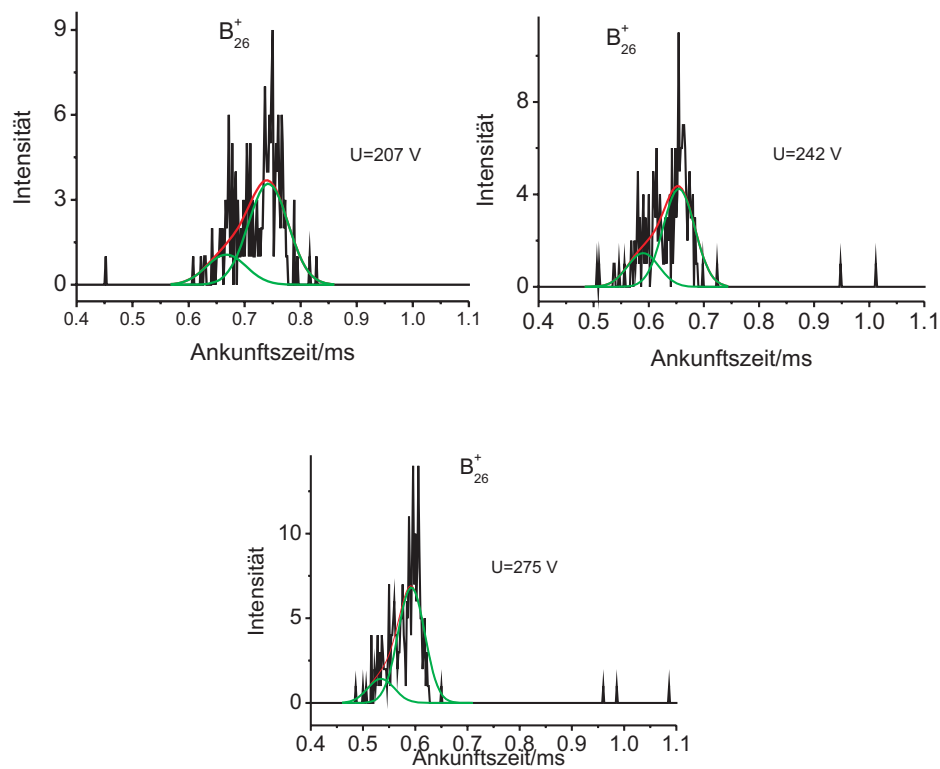 B₂₆⁺
9
6
3
0
Intensität
U=207 V
0.4 0.5 0.6 0.7 0.8 0.9 1.0 1.1
Ankunftszeit/ms
B₂₆⁺
8
4
0
Intensität
U=242 V
0.4 0.5 0.6 0.7 0.8 0.9 1.0 1.1
Ankunftszeit/ms
B₂₆⁺
10
5
0
Intensität
U=275 V
0.4 0.5 0.6 0.7 0.8 0.9 1.0 1.1
Ankunftszeit/ms